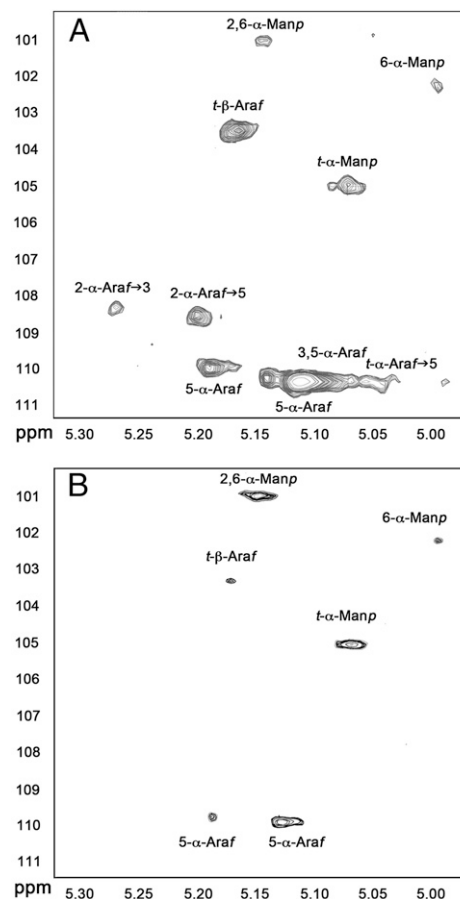 A
2,6-α-Manp
101
6-α-Manp
102
103
t-β-Araf
104
t-α-Manp
105
106
107
2-α-Araf→3
2-α-Araf→5
108
109
3,5-α-Araf
t-α-Araf→5
110
5-α-Araf
5-α-Araf
111
ppm 5.30 5.25 5.20 5.15 5.10 5.05 5.00
B
2,6-α-Manp
101
6-α-Manp
102
t-β-Araf
103
104
t-α-Manp
105
106
107
108
109
110
5-α-Araf 5-α-Araf
111
ppm 5.30 5.25 5.20 5.15 5.10 5.05 5.00